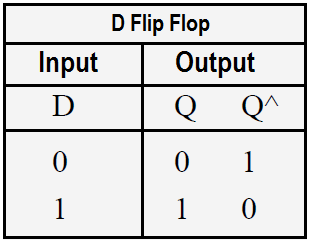 D Flip Flop
Input Output
D Q Q^
0 0 1
1 1 0